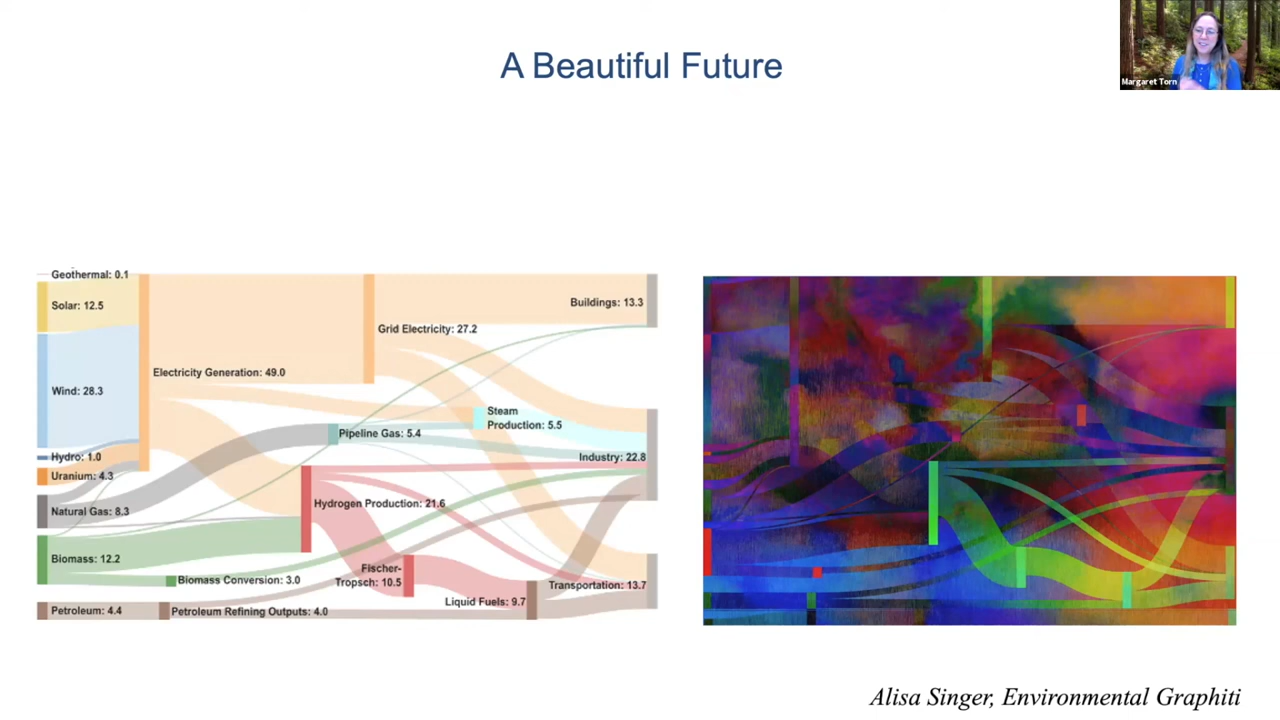 A Beautiful Future
Margaret Torn
Geothermal: 0.1
Solar: 12.5
Buildings: 13.3
Grid Electricity: 27.2
Electricity Generation: 49.0
Wind: 28.3
Steam
Production: 5.5
Pipeline Gas: 5.4
Hydro: 1.0
Industry: 22.8
Uranium: 4.3
Hydrogen Production: 21.6
Natural Gas: 8.3
Biomass: 12.2
Fischer-
Tropsch: 10.5
Biomass Conversion: 3.0
Transportation: 13.7
Liquid Fuels: 9.7
Petroleum: 4.4
Petroleum Refining Outputs: 4.0
Alisa Singer, Environmental Graphiti